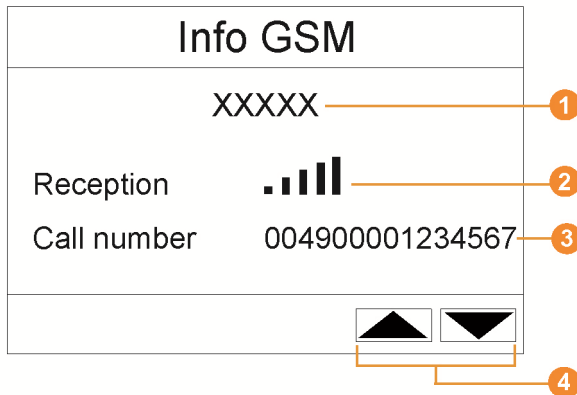 Info GSM
XXXXX 1
Reception 2
Call number 004900001234567 3
4